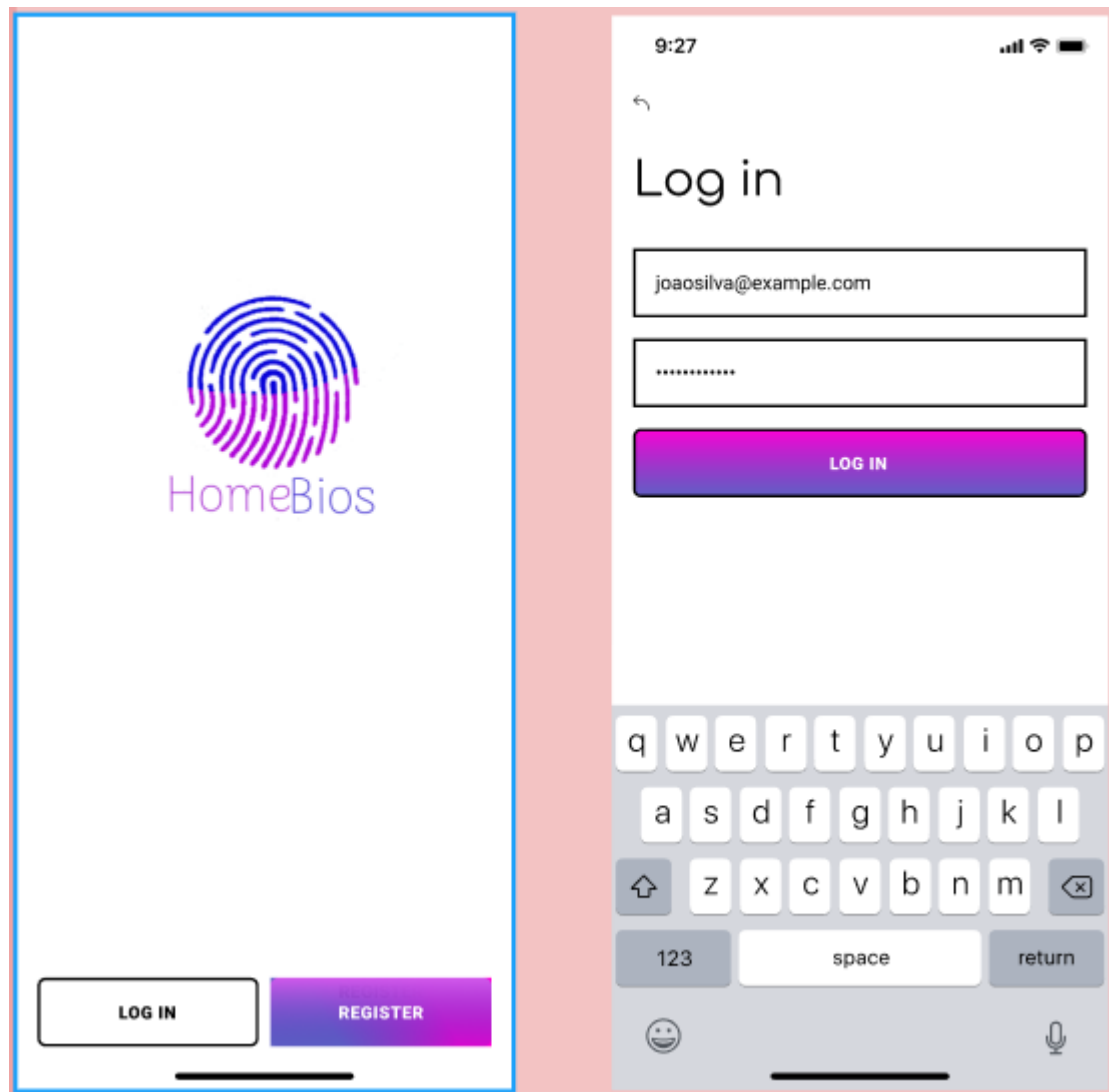 HomeBios
LOG IN
REGISTER
9:27
Log in
joaosilva@example.com
••••••••••••
LOG IN
q w e r t y u i o p
a s d f g h j k l
z x c v b n m
123 space return